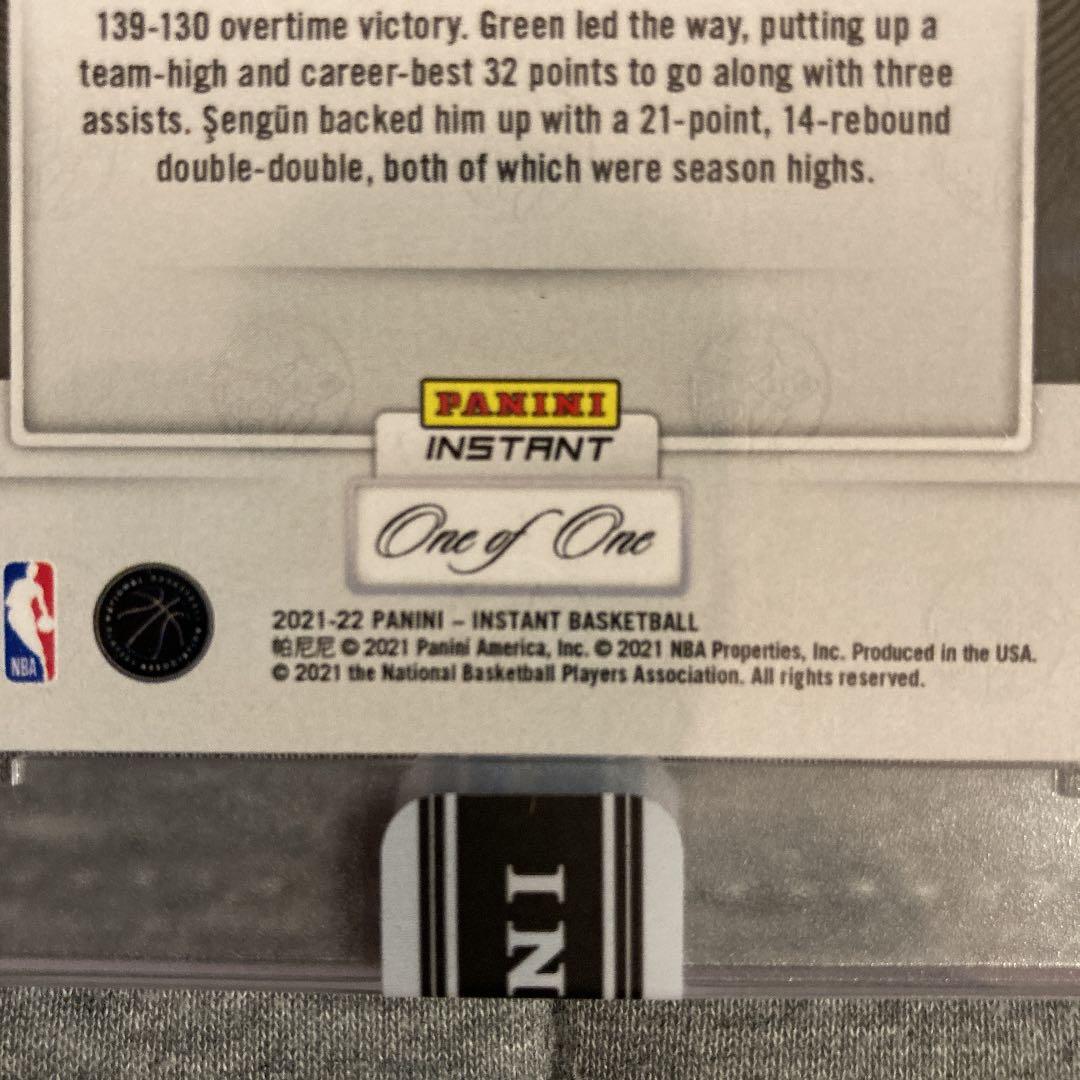 139-130 overtime victory. Green led the way, putting up a
team-high and career-best 32 points to go along with three
assists. Şengün backed him up with a 21-point, 14-rebound
double-double, both of which were season highs.
PANINI
INSTANT
One of One
NBA
2021-22 PANINI – INSTANT BASKETBALL
帕尼尼 © 2021 Panini America, Inc. © 2021 NBA Properties, Inc. Produced in the USA.
© 2021 the National Basketball Players Association. All rights reserved.
NI